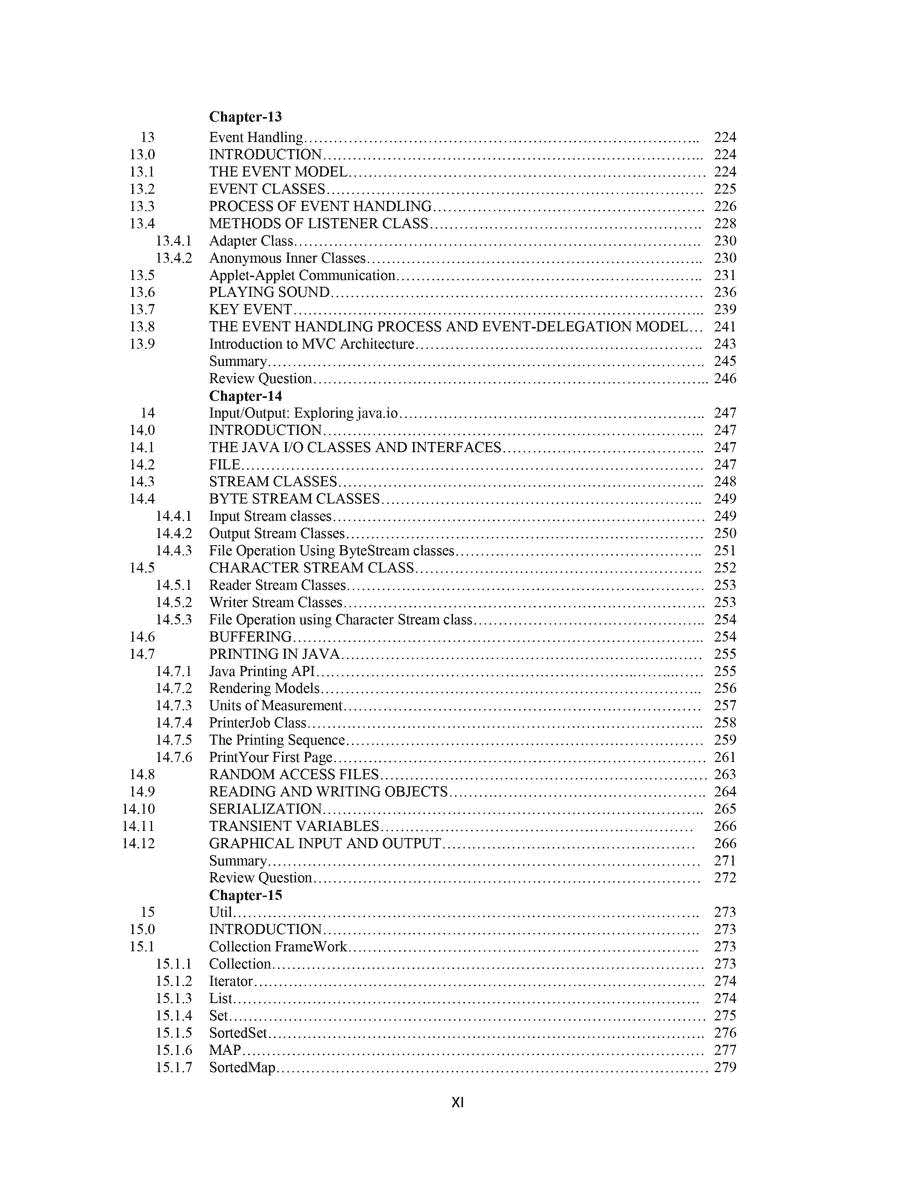 Chapter-13
13 Event Handling…………………………………………………………………….. 224
13.0 INTRODUCTION………………………………………………………………….. 224
13.1 THE EVENT MODEL……………………………………………………………… 224
13.2 EVENT CLASSES…………………………………………………………………. 225
13.3 PROCESS OF EVENT HANDLING………………………………………………. 226
13.4 METHODS OF LISTENER CLASS………………………………………………. 228
13.4.1 Adapter Class………………………………………………………………………. 230
13.4.2 Anonymous Inner Classes………………………………………………………….. 230
13.5 Applet-Applet Communication…………………………………………………….. 231
13.6 PLAYING SOUND………………………………………………………………… 236
13.7 KEY EVENT……………………………………………………………………….. 239
13.8 THE EVENT HANDLING PROCESS AND EVENT-DELEGATION MODEL… 241
13.9 Introduction to MVC Architecture…………………………………………………. 243
Summary……………………………………………………………………………. 245
Review Question…………………………………………………………………….. 246
Chapter-14
14 Input/Output: Exploring java.io…………………………………………………….. 247
14.0 INTRODUCTION………………………………………………………………….. 247
14.1 THE JAVA I/O CLASSES AND INTERFACES………………………………….. 247
14.2 FILE………………………………………………………………………………… 247
14.3 STREAM CLASSES……………………………………………………………….. 248
14.4 BYTE STREAM CLASSES……………………………………………………….. 249
14.4.1 Input Stream classes………………………………………………………………… 249
14.4.2 Output Stream Classes……………………………………………………………… 250
14.4.3 File Operation Using ByteStream classes………………………………………….. 251
14.5 CHARACTER STREAM CLASS…………………………………………………. 252
14.5.1 Reader Stream Classes……………………………………………………………… 253
14.5.2 Writer Stream Classes………………………………………………………………. 253
14.5.3 File Operation using Character Stream class……………………………………….. 254
14.6 BUFFERING……………………………………………………………………….. 254
14.7 PRINTING IN JAVA……………………………………………………………… 255
14.7.1 Java Printing API……………………………………………………..……..…… 255
14.7.2 Rendering Models………………………………………………………………….. 256
14.7.3 Units of Measurement……………………………………………………………… 257
14.7.4 PrinterJob Class…………………………………………………………………….. 258
14.7.5 The Printing Sequence……………………………………………………………… 259
14.7.6 PrintYour First Page………………………………………………………………… 261
14.8 RANDOM ACCESS FILES………………………………………………………… 263
14.9 READING AND WRITING OBJECTS……………………………………………. 264
14.10 SERIALIZATION………………………………………………………………….. 265
14.11 TRANSIENT VARIABLES……………………………………………………… 266
14.12 GRAPHICAL INPUT AND OUTPUT…………………………………………… 266
Summary…………………………………………………………………………… 271
Review Question…………………………………………………………………… 272
Chapter-15
15 Util…………………………………………………………………………………. 273
15.0 INTRODUCTION…………………………………………………………………. 273
15.1 Collection FrameWork…………………………………………………………….. 273
15.1.1 Collection…………………………………………………………………………… 273
15.1.2 Iterator………………………………………………………………………………. 274
15.1.3 List…………………………………………………………………………………. 274
15.1.4 Set…………………………………………………………………………………… 275
15.1.5 SortedSet……………………………………………………………………………. 276
15.1.6 MAP………………………………………………………………………………… 277
15.1.7 SortedMap…………………………………………………………………………… 279
XI